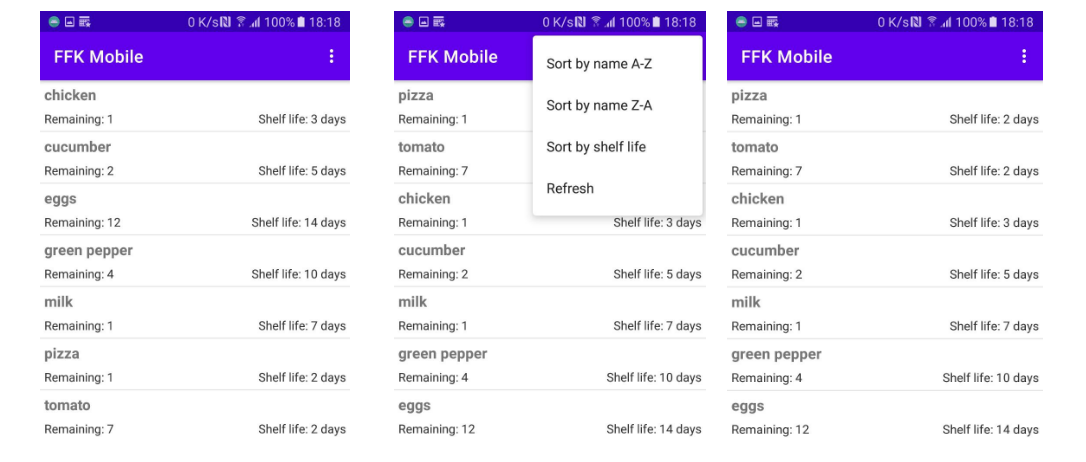 0 K/s 100% 18:18
FFK Mobile
chicken
Remaining: 1 Shelf life: 3 days
cucumber
Remaining: 2 Shelf life: 5 days
eggs
Remaining: 12 Shelf life: 14 days
green pepper
Remaining: 4 Shelf life: 10 days
milk
Remaining: 1 Shelf life: 7 days
pizza
Remaining: 1 Shelf life: 2 days
tomato
Remaining: 7 Shelf life: 2 days
0 K/s 100% 18:18
FFK Mobile
Sort by name A-Z
Sort by name Z-A
Sort by shelf life
Refresh
pizza
Remaining: 1
tomato
Remaining: 7
chicken
Remaining: 1 Shelf life: 3 days
cucumber
Remaining: 2 Shelf life: 5 days
milk
Remaining: 1 Shelf life: 7 days
green pepper
Remaining: 4 Shelf life: 10 days
eggs
Remaining: 12 Shelf life: 14 days
0 K/s 100% 18:18
FFK Mobile
pizza
Remaining: 1 Shelf life: 2 days
tomato
Remaining: 7 Shelf life: 2 days
chicken
Remaining: 1 Shelf life: 3 days
cucumber
Remaining: 2 Shelf life: 5 days
milk
Remaining: 1 Shelf life: 7 days
green pepper
Remaining: 4 Shelf life: 10 days
eggs
Remaining: 12 Shelf life: 14 days